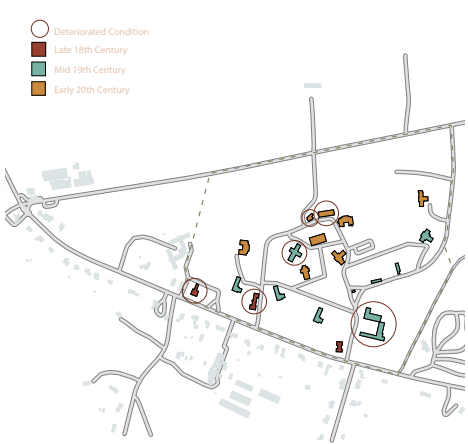 Deteriorated Condition
Late 18th Century
Mid 19th Century
Early 20th Century